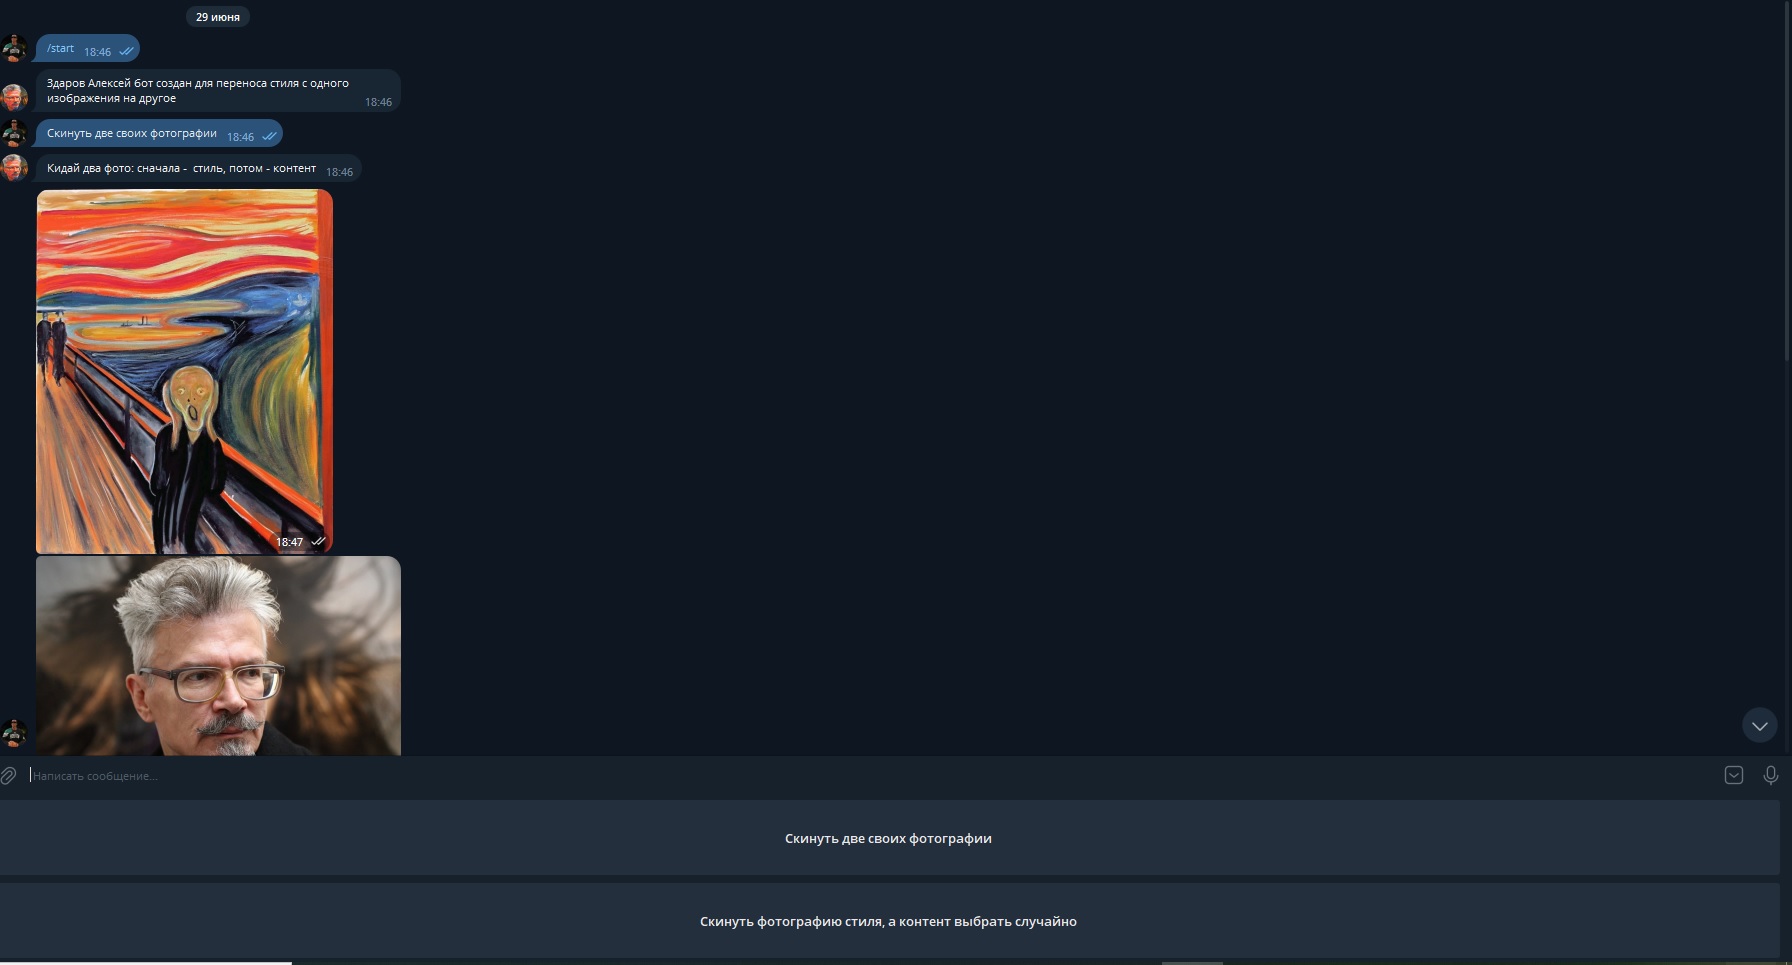 29 июня
/start 18:46
Здаров Алексей бот создан для переноса стиля с одного
изображения на другое
18:46
Скинуть две своих фотографии 18:46
Кидай два фото: сначала -  стиль, потом - контент 18:46
18:47
Написать сообщение...
Скинуть две своих фотографии
Скинуть фотографию стиля, а контент выбрать случайно